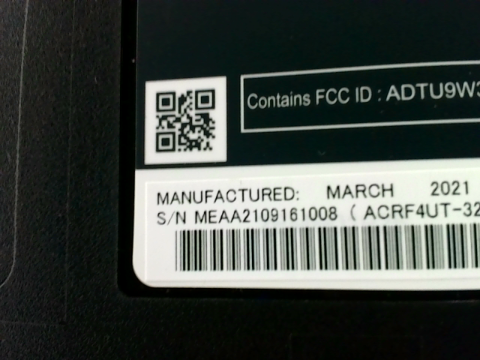 Contains FCC ID : ADTU9W3
MANUFACTURED: MARCH 2021
S/N MEAA2109161008 ( ACRF4UT-32